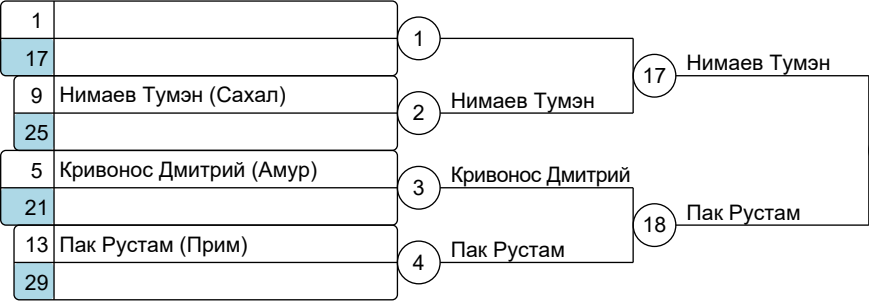 1
17
1
9 Нимаев Тумэн (Сахал)
25
2
Нимаев Тумэн
17
Нимаев Тумэн
5 Кривонос Дмитрий (Амур)
21
3
Кривонос Дмитрий
13 Пак Рустам (Прим)
29
4
Пак Рустам
18
Пак Рустам